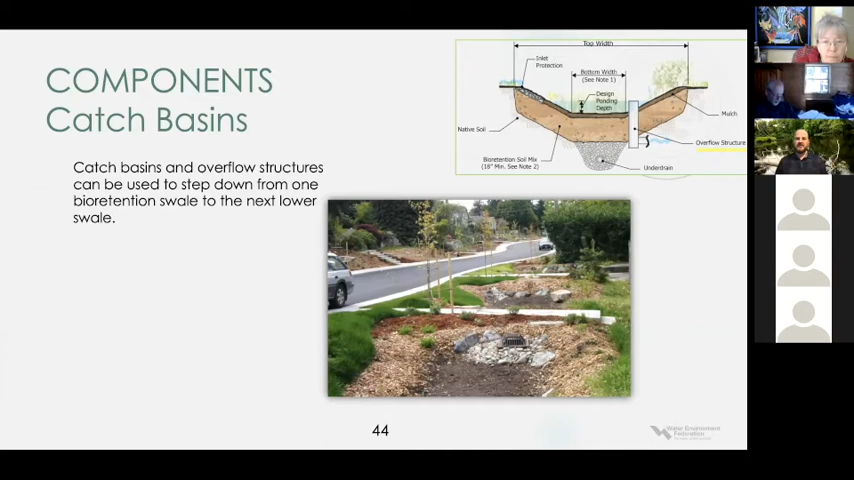 COMPONENTS
Catch Basins
Catch basins and overflow structures
can be used to step down from one
bioretention swale to the next lower
swale.
Top Width
Inlet
Protection
Bottom Width
(See Note 1)
Design
Ponding
Depth
Mulch
Native Soil
Overflow Structure
Bioretention Soil Mix
(18" Min. See Note 2)
Underdrain
44
Water Environment
Federation